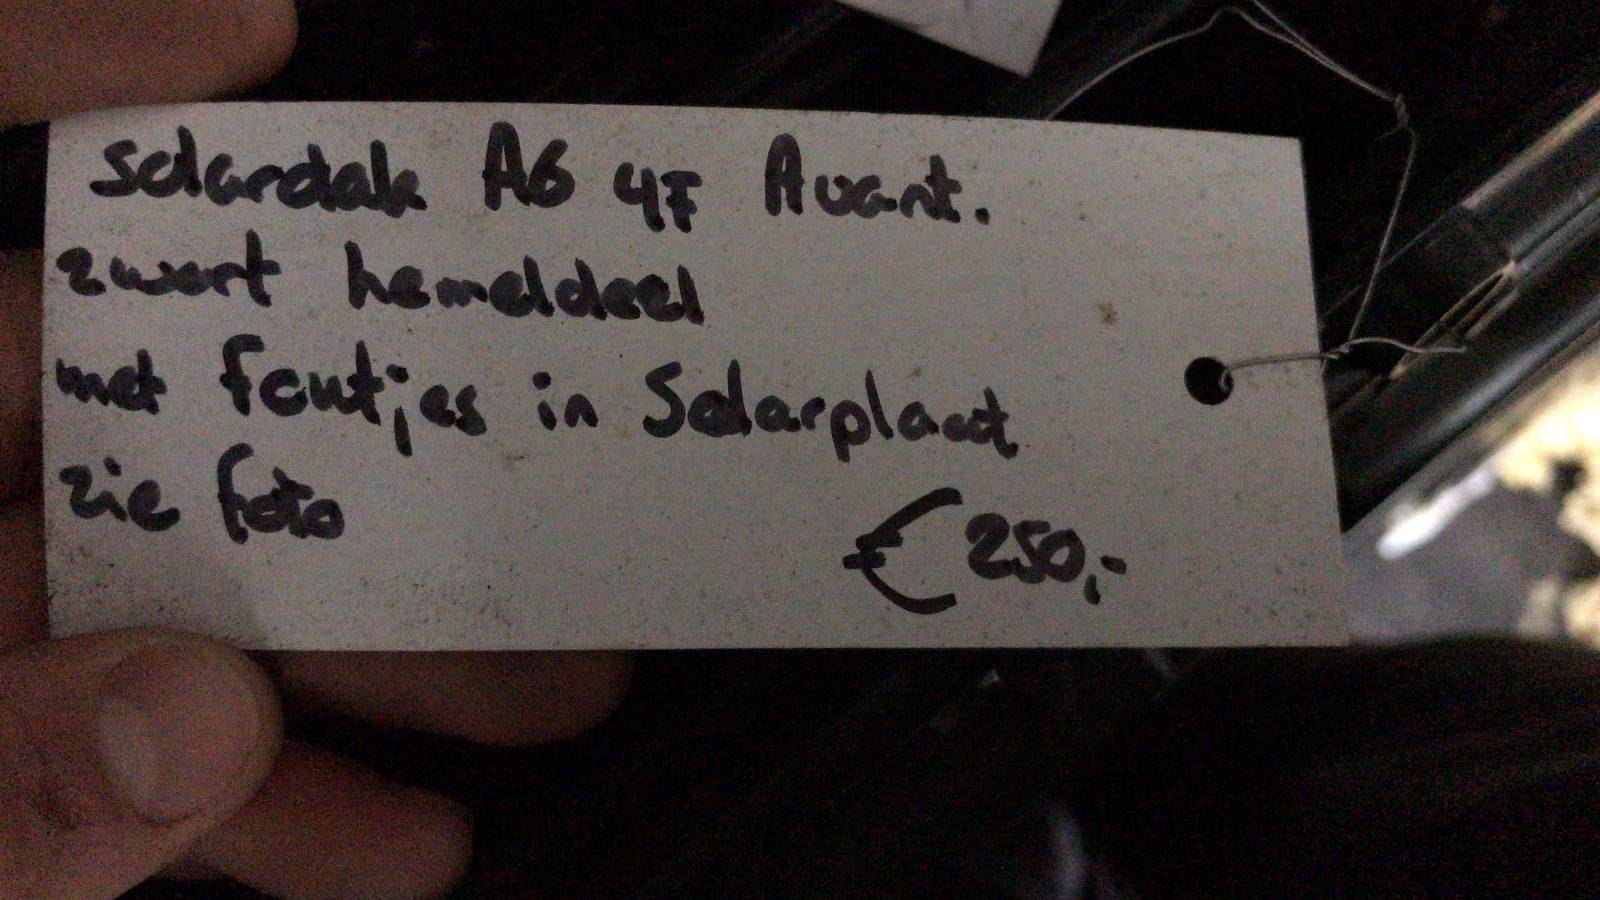 Solardak A6 4F Avant.
zwart hemeldeel
met foutjes in Solarplaat
zie foto
€ 250,-